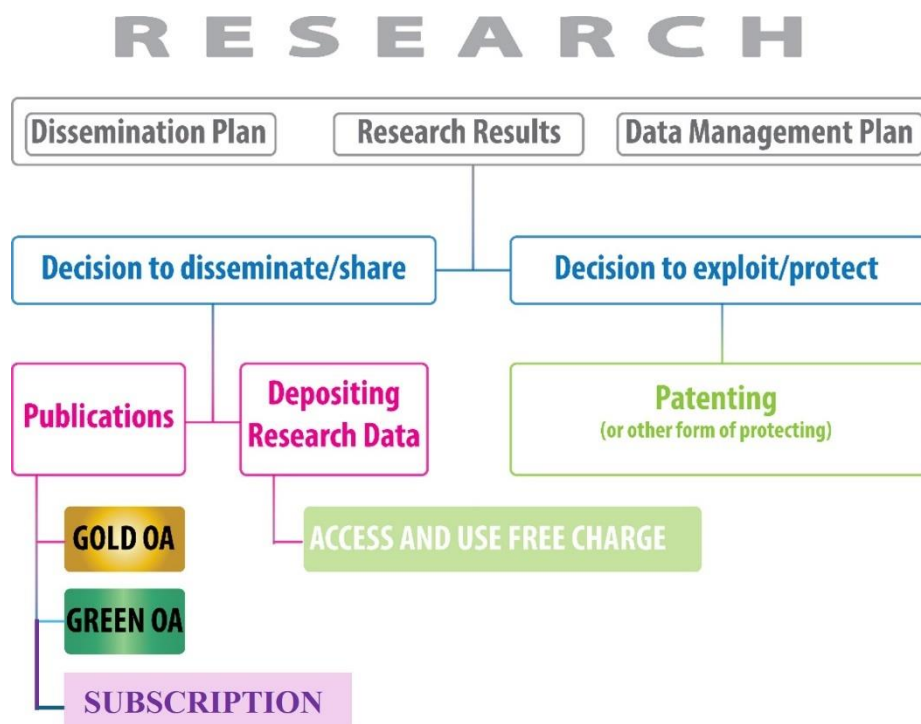 RESEARCH
Dissemination Plan
Research Results
Data Management Plan
Decision to disseminate/share
Decision to exploit/protect
Publications
Depositing
Research Data
Patenting
(or other form of protecting)
GOLD OA
ACCESS AND USE FREE CHARGE
GREEN OA
SUBSCRIPTION